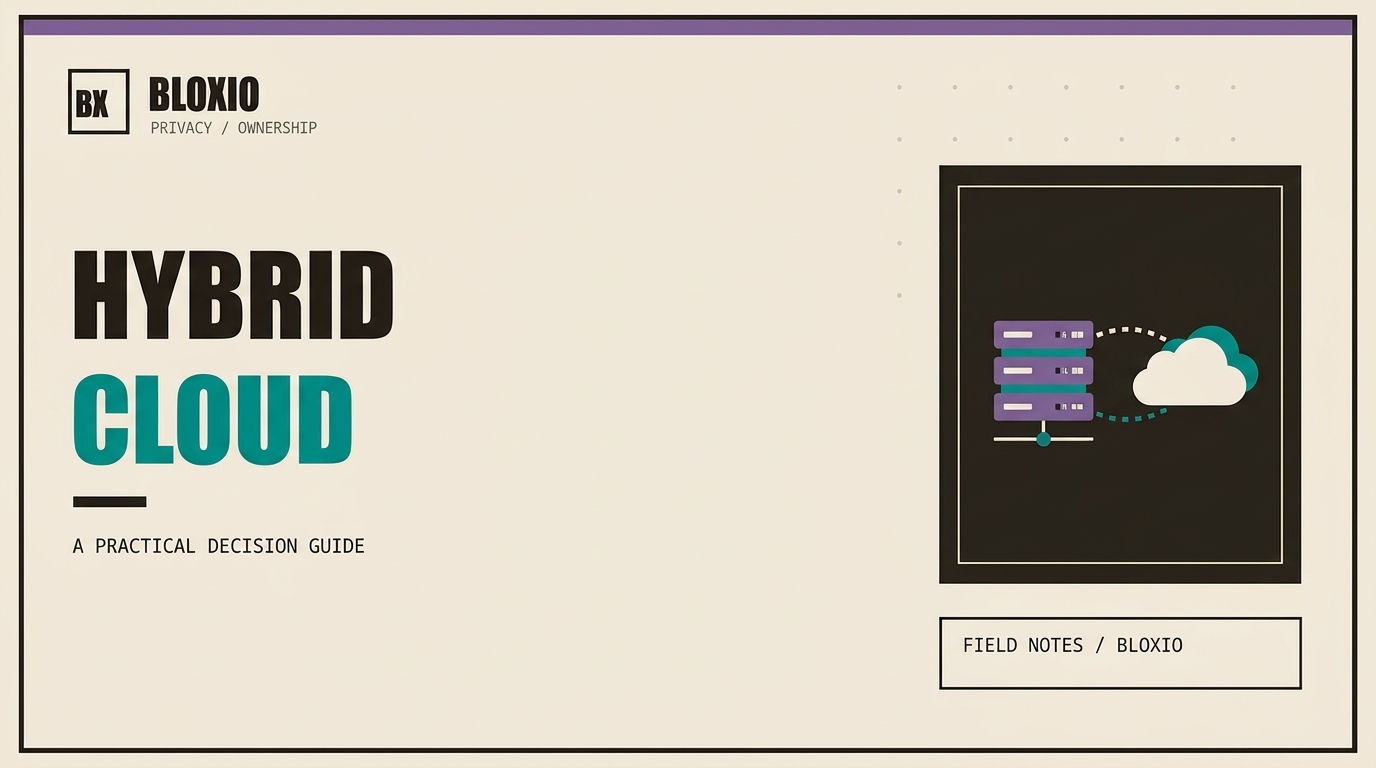 BX
BLOXIO
PRIVACY / OWNERSHIP
HYBRID
CLOUD
A PRACTICAL DECISION GUIDE
FIELD NOTES / BLOXIO